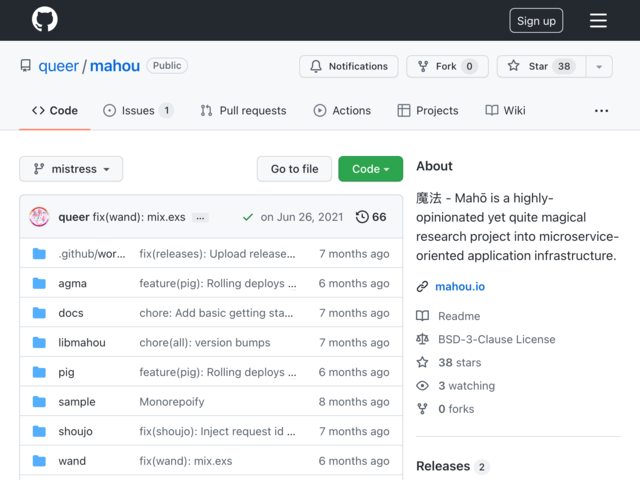 Sign up
queer / mahou Public
Notifications Fork 0 Star 38
Code Issues 1 Pull requests Actions Projects Wiki ...
mistress Go to file Code
queer fix(wand): mix.exs ... on Jun 26, 2021 66
.github/wor... fix(releases): Upload release... 7 months ago
agma feature(pig): Rolling deploys ... 6 months ago
docs chore: Add basic getting sta... 7 months ago
libmahou chore(all): version bumps 7 months ago
pig feature(pig): Rolling deploys ... 6 months ago
sample Monorepoify 8 months ago
shoujo fix(shoujo): Inject request id ... 7 months ago
wand fix(wand): mix.exs 6 months ago
About
魔法 - Mahō is a highly-
opinionated yet quite magical
research project into microservice-
oriented application infrastructure.
mahou.io
Readme
BSD-3-Clause License
38 stars
3 watching
0 forks
Releases 2